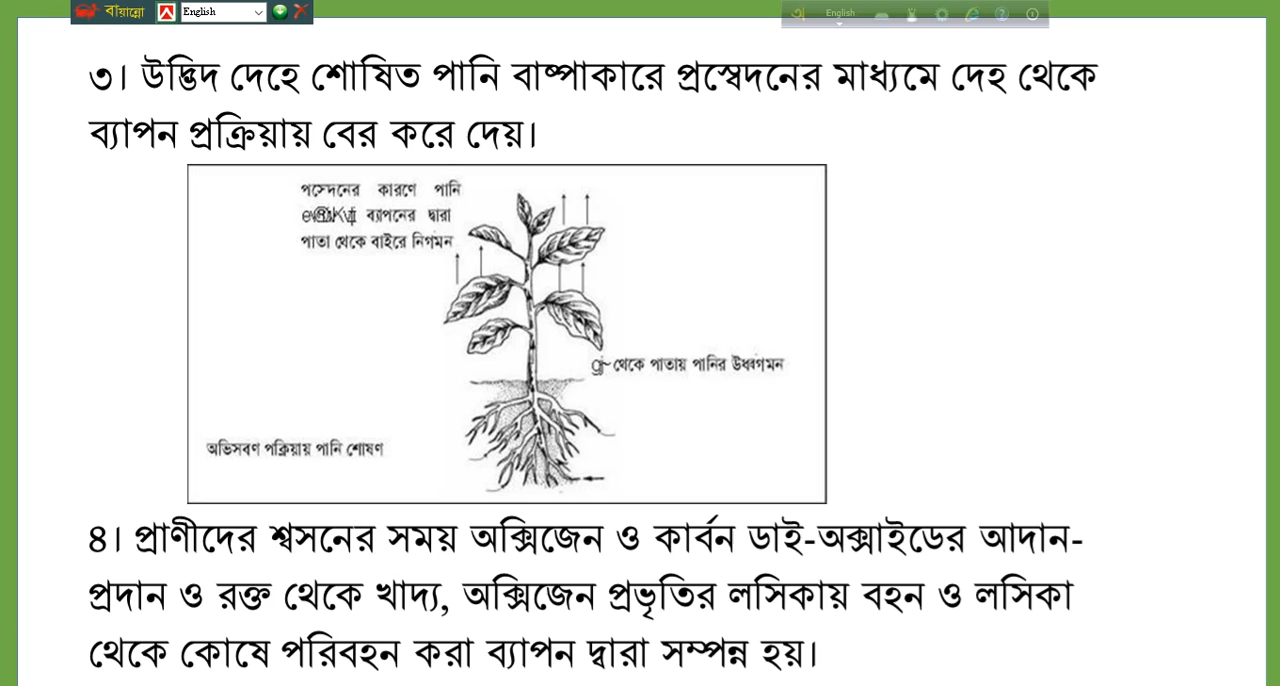 বাঁয়ান্নো English
অ English
৩। উদ্ভিদ দেহে শোষিত পানি বাষ্পাকারে প্রস্বেদনের মাধ্যমে দেহ থেকে
ব্যাপন প্রক্রিয়ায় বের করে দেয়।
পসেদনের কারণে পানি
ব্যাপনের দ্বারা
পাতা থেকে বাইরে নিগমন
থেকে পাতায় পানির উধ্বগমন
অভিসবণ পক্রিয়ায় পানি শোষণ
৪। প্রাণীদের শ্বসনের সময় অক্সিজেন ও কার্বন ডাই-অক্সাইডের আদান-
প্রদান ও রক্ত থেকে খাদ্য, অক্সিজেন প্রভৃতির লসিকায় বহন ও লসিকা
থেকে কোষে পরিবহন করা ব্যাপন দ্বারা সম্পন্ন হয়।